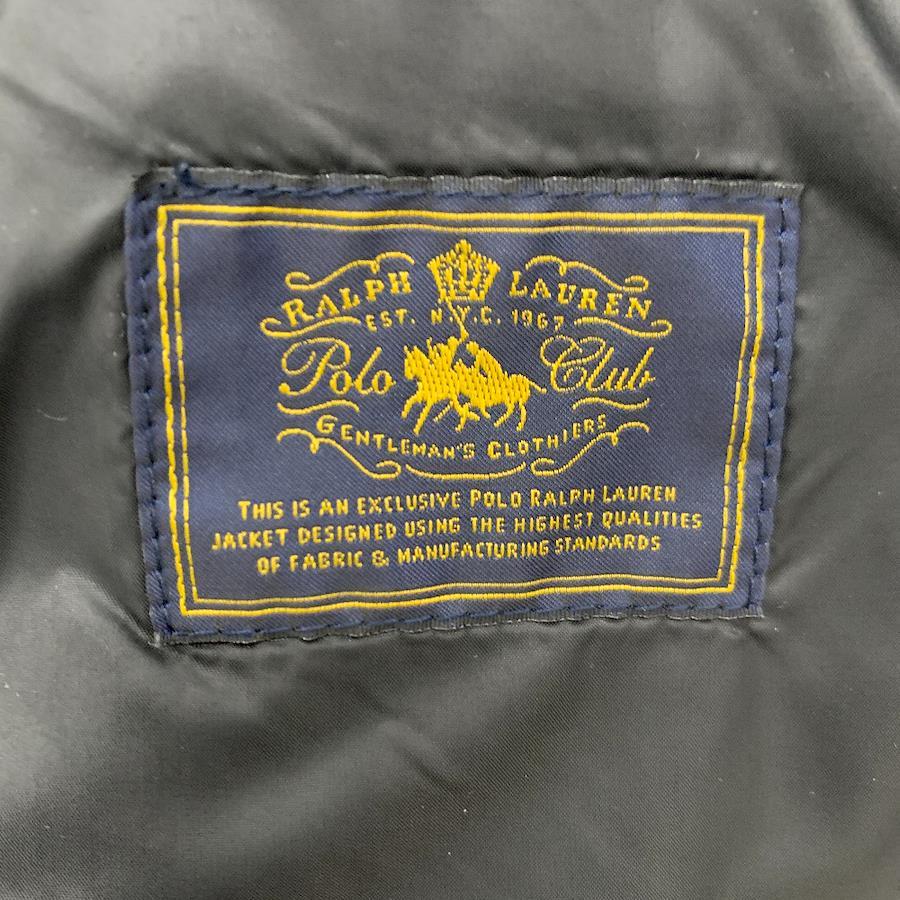 RALPH LAUREN
EST. N.Y.C. 1967
Polo Club
GENTLEMAN'S CLOTHIERS
THIS IS AN EXCLUSIVE POLO RALPH LAUREN
JACKET DESIGNED USING THE HIGHEST QUALITIES
OF FABRIC & MANUFACTURING STANDARDS